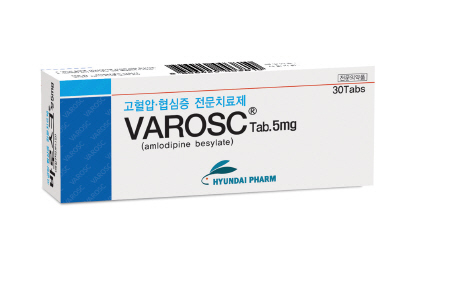 전문의약품
30Tabs
고혈압·협심증 전문치료제
VAROSC® Tab.5mg
(amlodipine besylate)
HYUNDAI PHARM